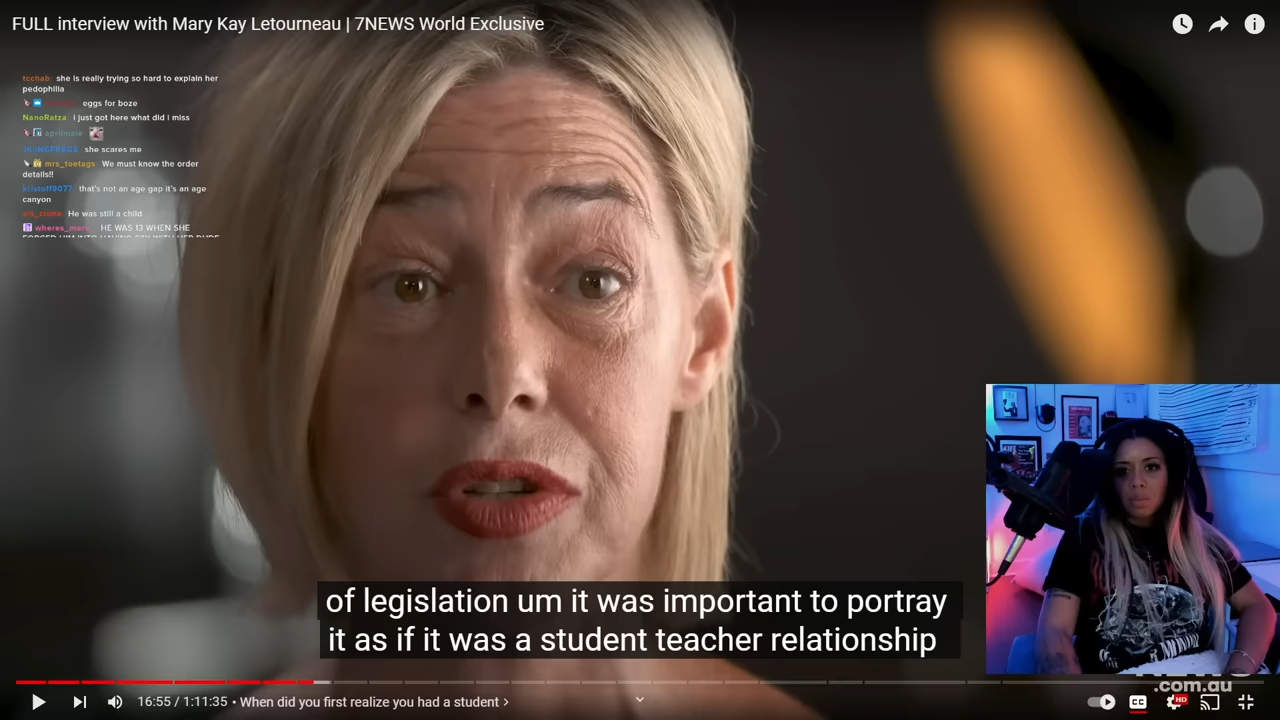 FULL interview with Mary Kay Letourneau | 7NEWS World Exclusive
tcchab: she is really trying so hard to explain her
pedophilia
eggs for boze
NanoRatza: i just got here what did i miss
aprilmale
she scares me
mrs_toetags: We must know the order
details!!
kristoff9077: that's not an age gap it's an age
canyon
He was still a child
HE WAS 13 WHEN SHE
of legislation um it was important to portray
it as if it was a student teacher relationship
.com.au
16:55 / 1:11:35 • When did you first realize you had a student
CC
HD